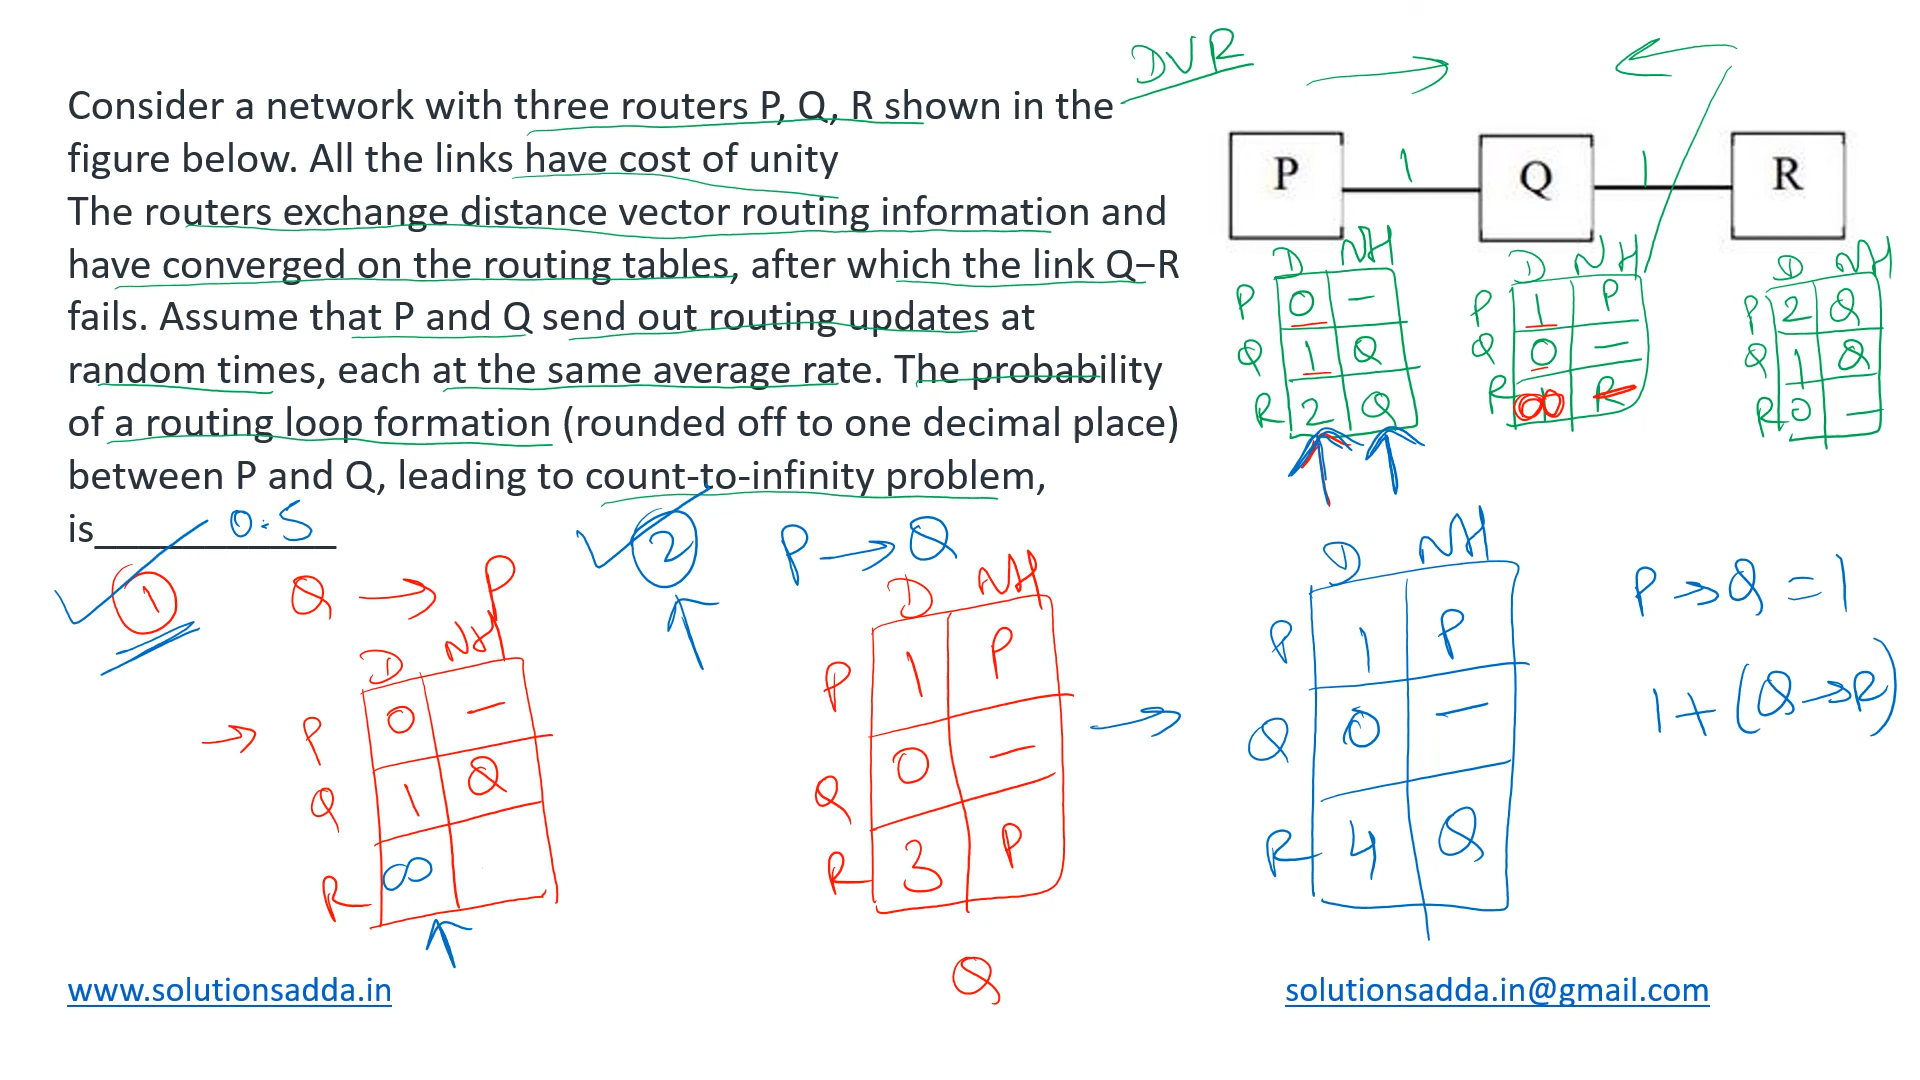 DVR
Consider a network with three routers P, Q, R shown in the
figure below. All the links have cost of unity
The routers exchange distance vector routing information and
have converged on the routing tables, after which the link Q–R
fails. Assume that P and Q send out routing updates at
random times, each at the same average rate. The probability
of a routing loop formation (rounded off to one decimal place)
between P and Q, leading to count-to-infinity problem,
is____________ 0.5
P 1 Q 1 R
D NH
P 0 –
Q 1 Q
R 2 Q
D NH
P 1 P
Q 0 –
R ∞ R
D NH
P 2 Q
Q 1 Q
R 0 –
1 Q → P
D NH
P 0 –
Q 1 Q
R ∞
2 P → Q
D NH
P 1 P
Q 0 –
R 3 P
Q
D NH
P 1 P
Q 0 –
R 4 Q
P → Q = 1
1 + (Q → R)
www.solutionsadda.in
solutionsadda.in@gmail.com